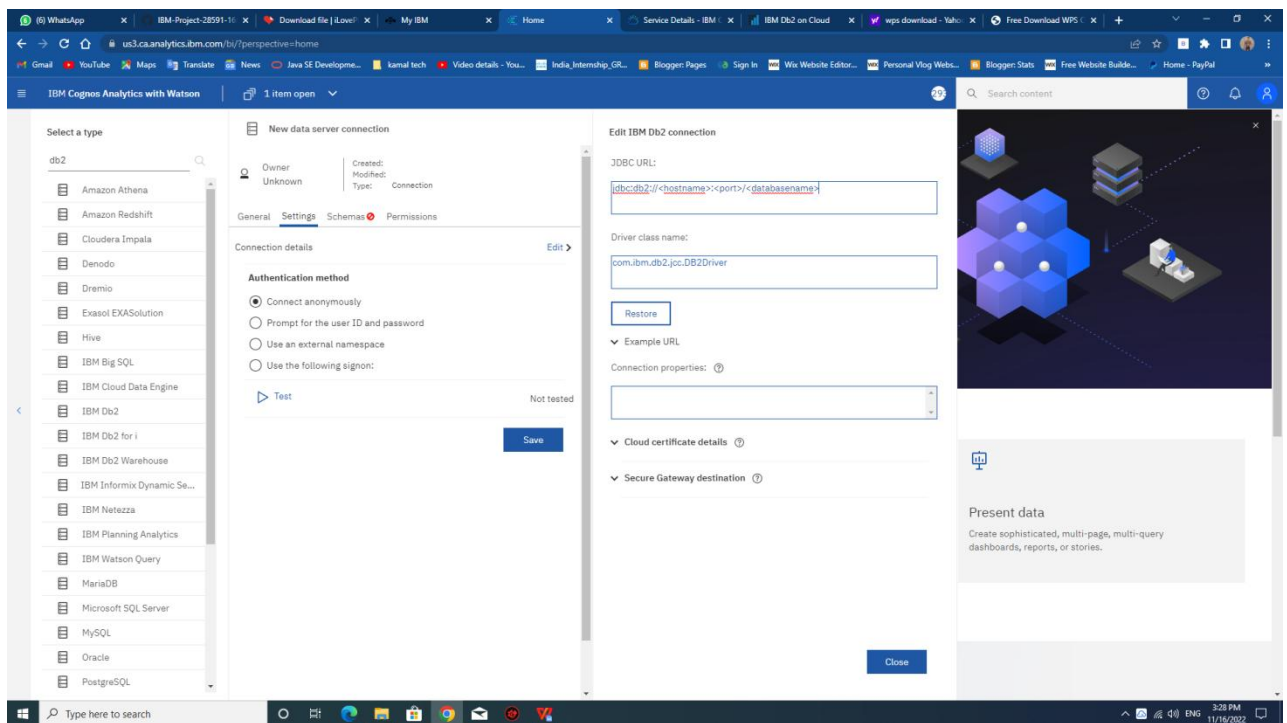 (6) WhatsApp
IBM-Project-28591-16
Download file | iLoveP
My IBM
Home
Service Details - IBM C
IBM Db2 on Cloud
wps download - Yaho
Free Download WPS O
us3.ca.analytics.ibm.com/bi/?perspective=home
Gmail YouTube Maps Translate News Java SE Developme... kamal tech Video details - You... India_Internship_GR... Blogger: Pages Sign In Wix Website Editor... Personal Vlog Webs... Blogger: Stats Free Website Builde... Home - PayPal »
IBM Cognos Analytics with Watson
1 item open
Search content
Select a type
db2
Amazon Athena
Amazon Redshift
Cloudera Impala
Denodo
Dremio
Exasol EXASolution
Hive
IBM Big SQL
IBM Cloud Data Engine
IBM Db2
IBM Db2 for i
IBM Db2 Warehouse
IBM Informix Dynamic Se...
IBM Netezza
IBM Planning Analytics
IBM Watson Query
MariaDB
Microsoft SQL Server
MySQL
Oracle
PostgreSQL
New data server connection
Owner
Unknown
Created:
Modified:
Type: Connection
General Settings Schemas Permissions
Connection details
Edit
Authentication method
Connect anonymously
Prompt for the user ID and password
Use an external namespace
Use the following signon:
Test
Not tested
Save
Edit IBM Db2 connection
JDBC URL:
jdbc:db2://<hostname>:<port>/<databasename>
Driver class name:
com.ibm.db2.jcc.DB2Driver
Restore
Example URL
Connection properties:
Cloud certificate details
Secure Gateway destination
Close
Present data
Create sophisticated, multi-page, multi-query
dashboards, reports, or stories.
Type here to search
ENG
3:28 PM
11/16/2022